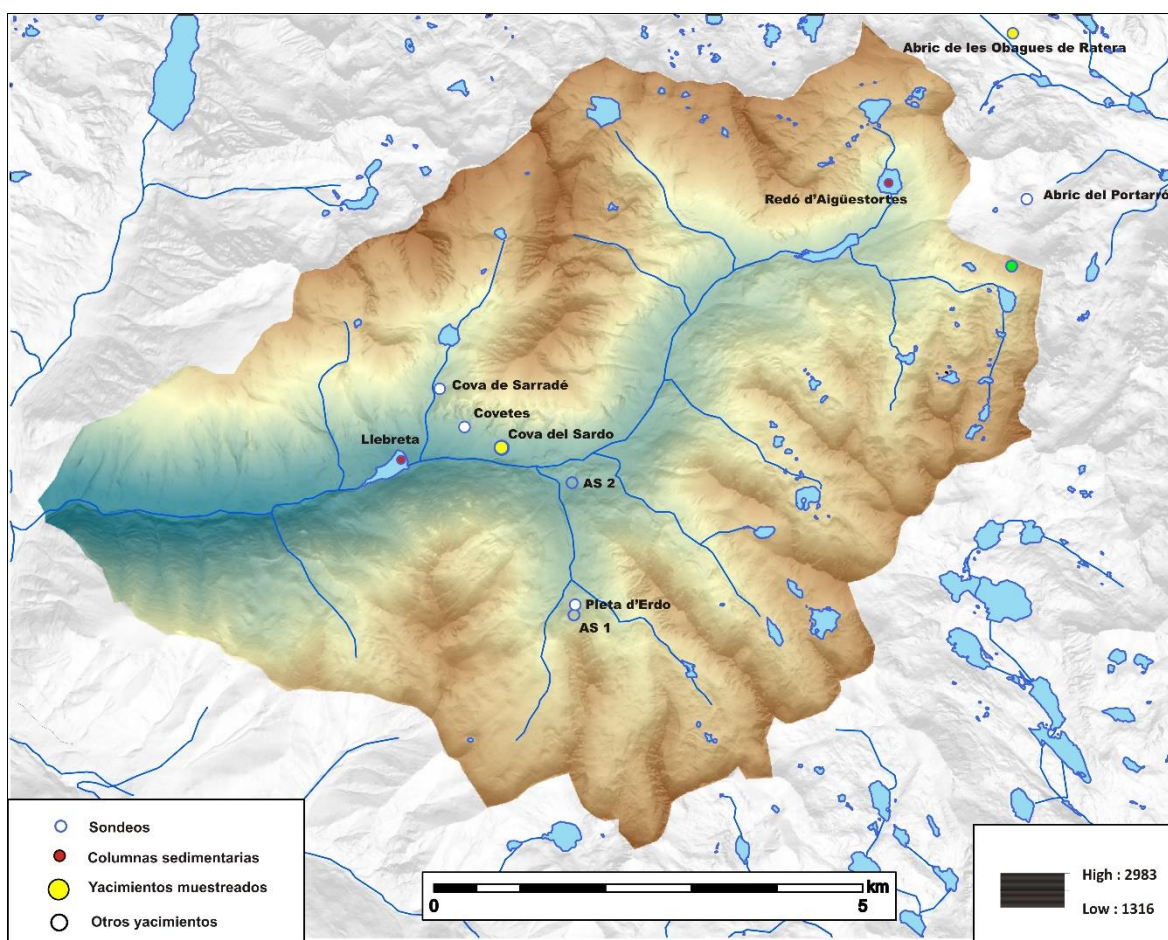 Abric de les Obagues de Ratera
Redó d'Aigüestortes
Abric del Portarró
Cova de Sarradé
Covetes
Cova del Sardo
Llebreta
AS 2
Pleta d'Erdo
AS 1
Sondeos
Columnas sedimentarias
Yacimientos muestreados
Otros yacimientos
km
0
5
High : 2983
Low : 1316